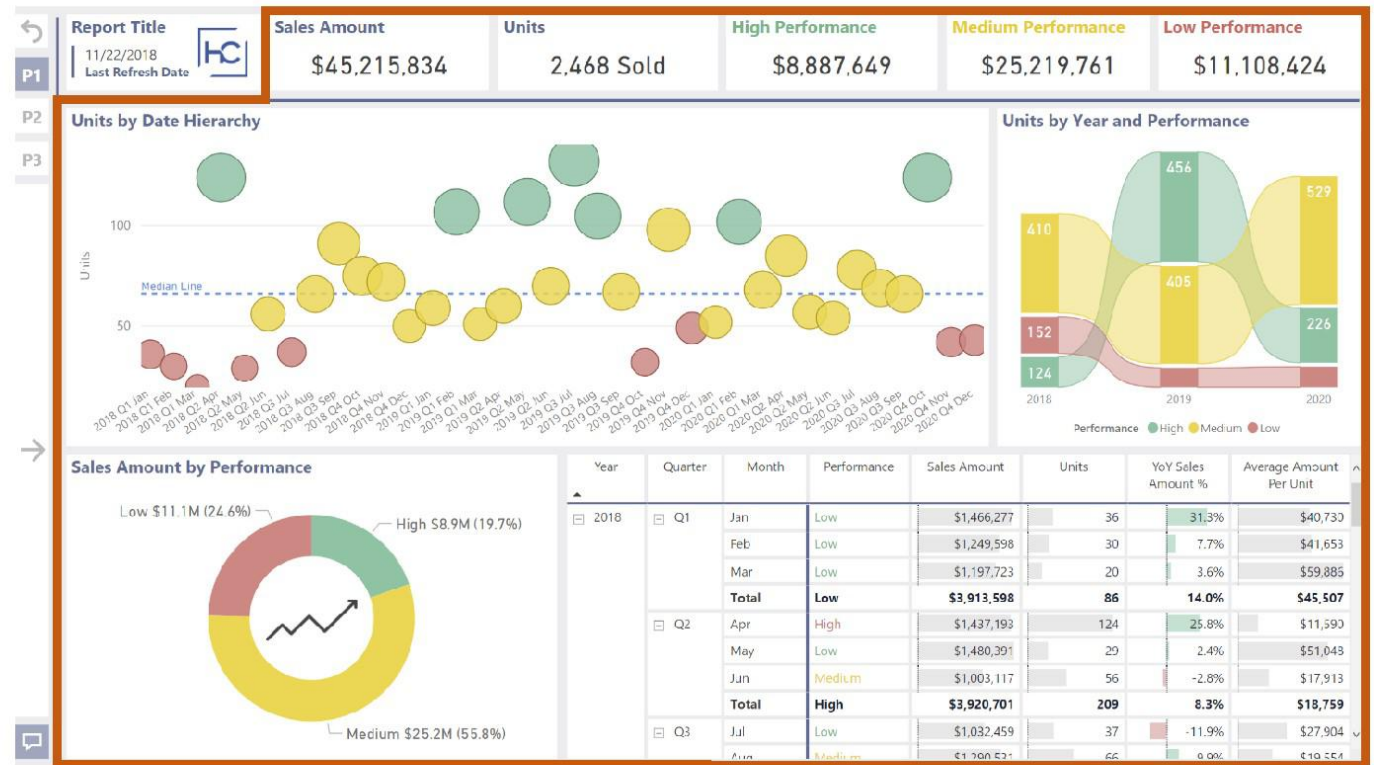 Report Title
11/22/2018
Last Refresh Date
HC
Sales Amount
$45,215,834
Units
2,468 Sold
High Performance
$8,887,649
Medium Performance
$25,219,761
Low Performance
$11,108,424
P1
P2
P3
Units by Date Hierarchy
Units
100
50
Median Line
2018 Q1 Jan
2018 Q1 Feb
2018 Q1 Mar
2018 Q2 Apr
2018 Q2 May
2018 Q2 Jun
2018 Q3 Jul
2018 Q3 Aug
2018 Q3 Sep
2018 Q4 Oct
2018 Q4 Nov
2018 Q4 Dec
2019 Q1 Jan
2019 Q1 Feb
2019 Q1 Mar
2019 Q2 Apr
2019 Q2 May
2019 Q2 Jun
2019 Q3 Jul
2019 Q3 Aug
2019 Q3 Sep
2019 Q4 Oct
2019 Q4 Nov
2019 Q4 Dec
2020 Q1 Jan
2020 Q1 Feb
2020 Q1 Mar
2020 Q2 Apr
2020 Q2 May
2020 Q2 Jun
2020 Q3 Jul
2020 Q3 Aug
2020 Q3 Sep
2020 Q4 Oct
2020 Q4 Nov
2020 Q4 Dec
Units by Year and Performance
410
152
124
456
405
529
226
2018 2019 2020
Performance High Medium Low
Sales Amount by Performance
Low $11.1M (24.6%)
High $8.9M (19.7%)
Medium $25.2M (55.8%)
Year Quarter Month Performance Sales Amount Units YoY Sales Amount % Average Amount Per Unit
2018 Q1 Jan Low $1,466,277 36 31.3% $40,730
Feb Low $1,249,598 30 7.7% $41,653
Mar Low $1,197,723 20 3.6% $59,886
Total Low $3,913,598 86 14.0% $45,507
Q2 Apr High $1,437,193 124 25.8% $11,590
May Low $1,480,391 29 2.4% $51,048
Jun Medium $1,003,117 56 -2.8% $17,913
Total High $3,920,701 209 8.3% $18,759
Q3 Jul Low $1,032,459 37 -11.9% $27,904
Aug Medium $1,290,531 66 9.9% $19,554